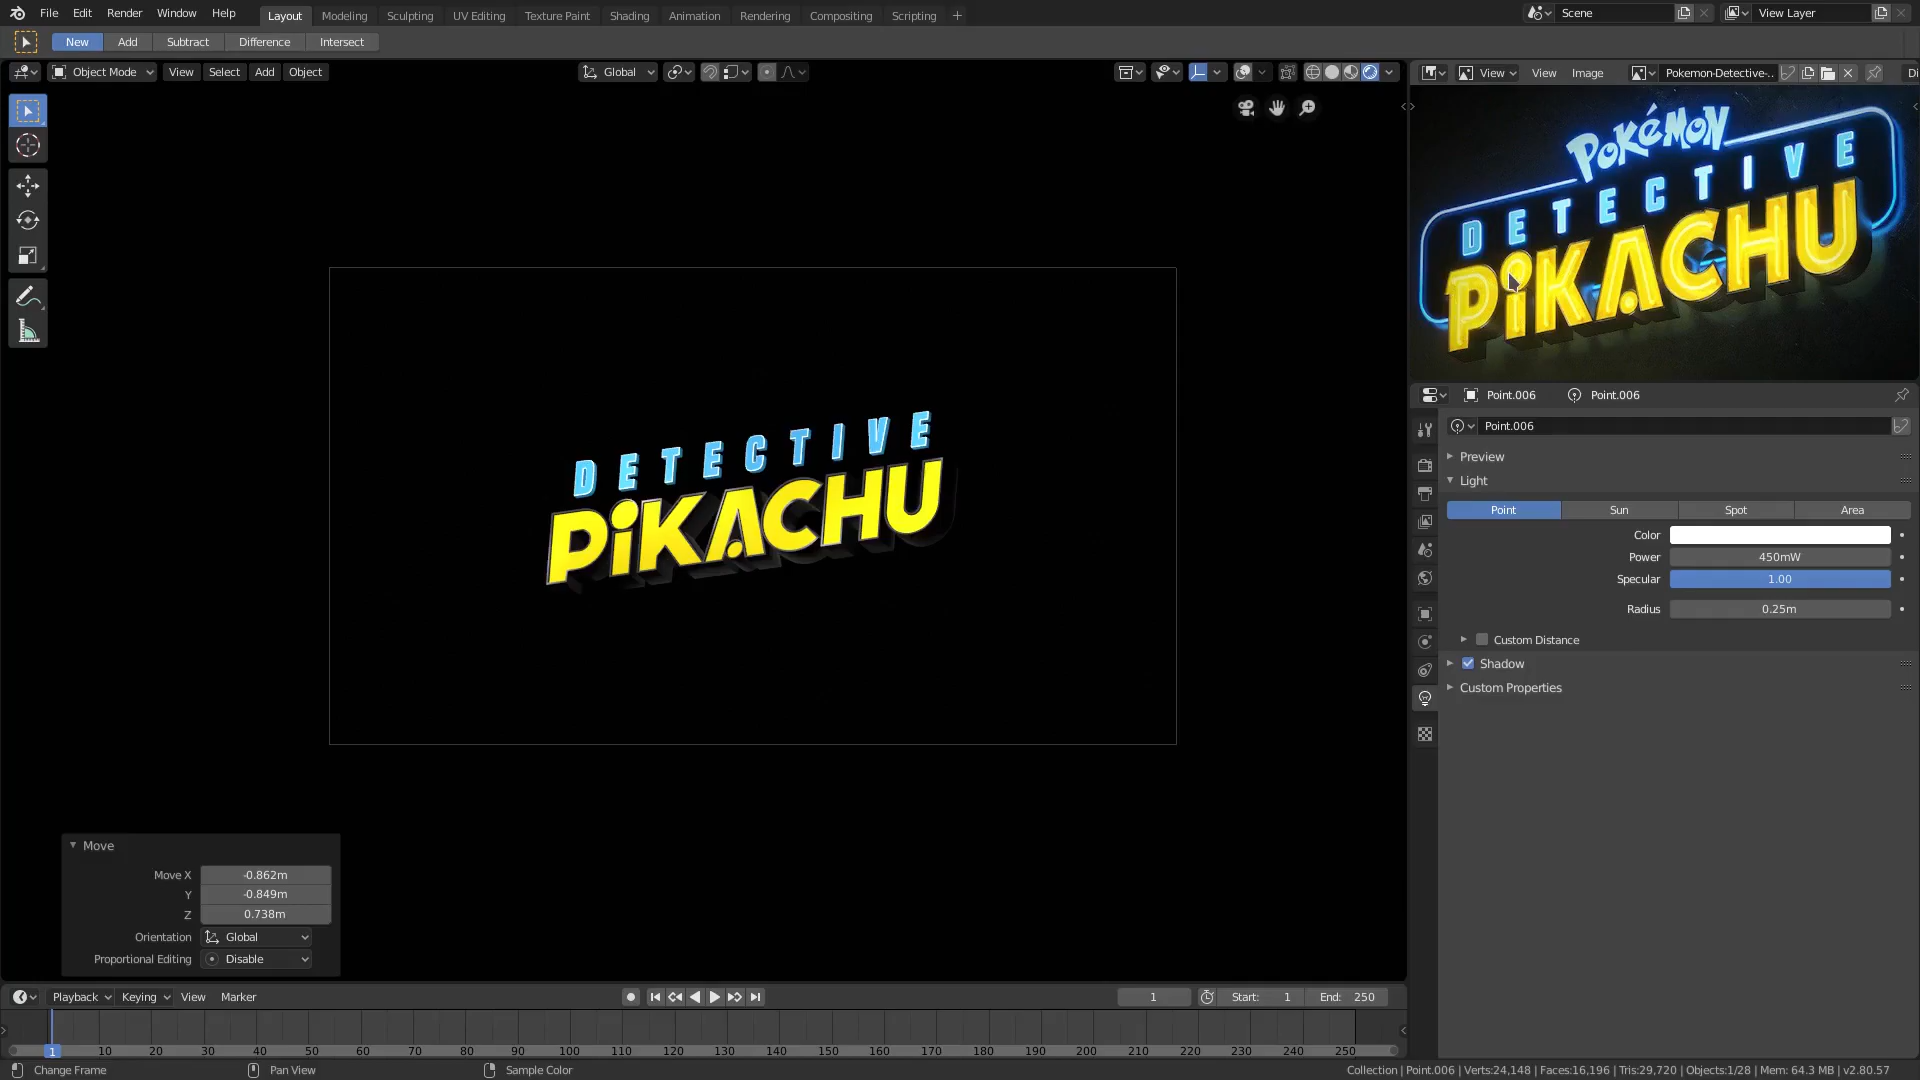 File Edit Render Window Help Layout Modeling Sculpting UV Editing Texture Paint Shading Animation Rendering Compositing Scripting + Scene View Layer
New Add Subtract Difference Intersect
Object Mode View Select Add Object Global View View Image Pokemon-Detective-.. Di
POKéMON
DETECTIVE
PiKACHU
DETECTIVE
PiKACHU
Point.006 Point.006
Point.006
Preview
Light
Point Sun Spot Area
Color
Power 450mW
Specular 1.00
Radius 0.25m
Custom Distance
Shadow
Custom Properties
Move
Move X -0.862m
Y -0.849m
Z 0.738m
Orientation Global
Proportional Editing Disable
Playback Keying View Marker 1 Start: 1 End: 250
1 10 20 30 40 50 60 70 80 90 100 110 120 130 140 150 160 170 180 190 200 210 220 230 240 250
Change Frame Pan View Sample Color Collection | Point.006 | Verts:24,148 | Faces:16,196 | Tris:29,720 | Objects:1/28 | Mem: 64.3 MB | v2.80.57